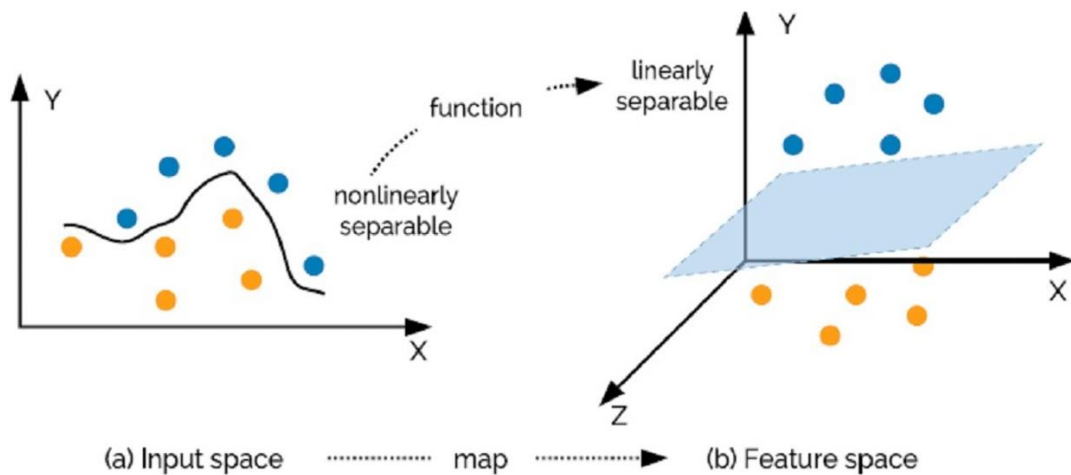 Y
X
nonlinearly
separable
function
linearly
separable
Y
X
Z
(a) Input space
map
(b) Feature space